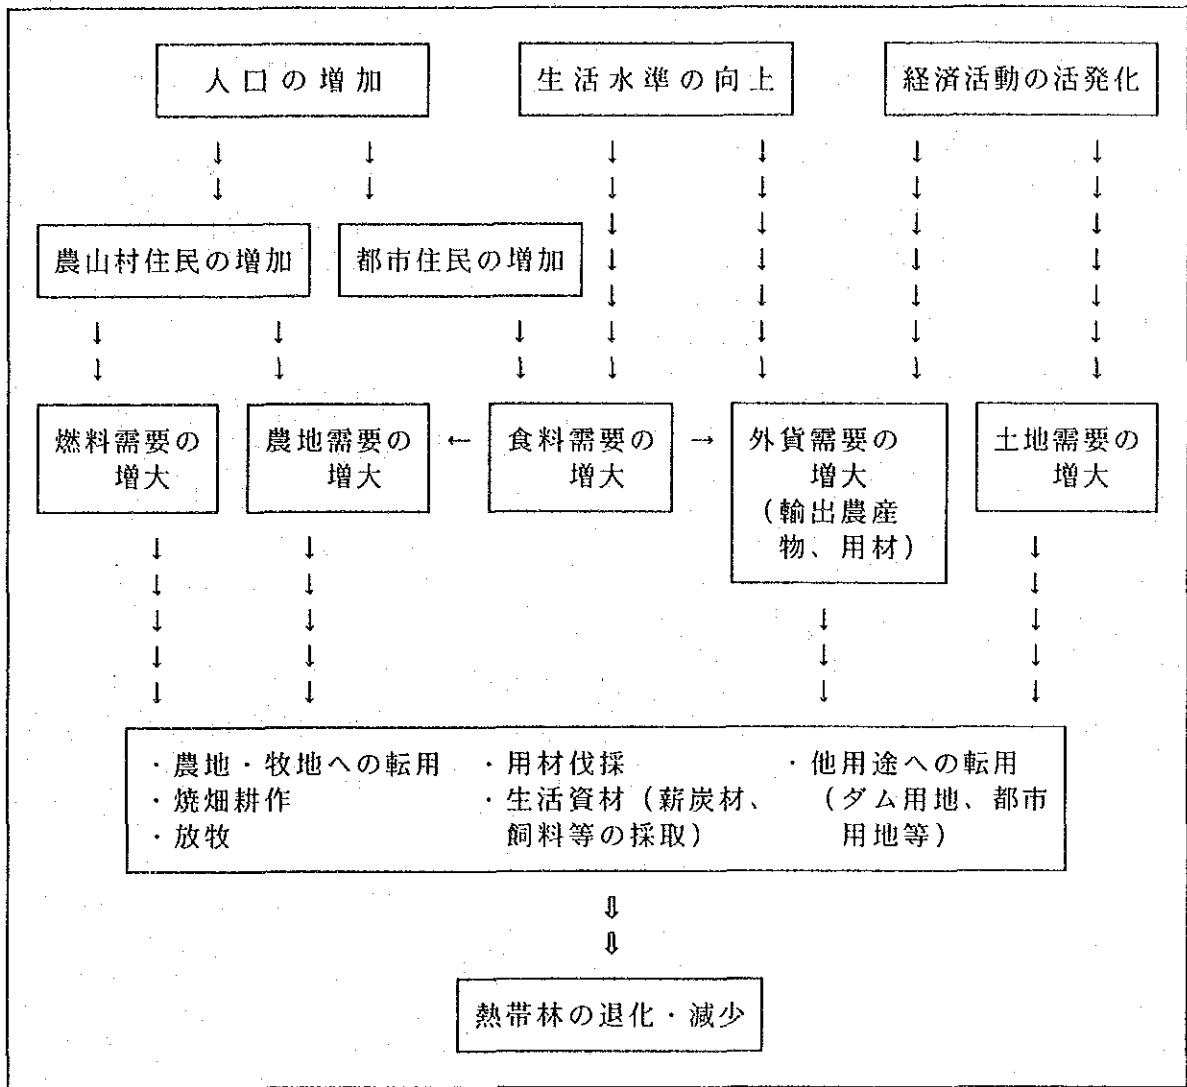 人口の増加
生活水準の向上
経済活動の活発化
↓ ↓ ↓ ↓ ↓ ↓
↓ ↓ ↓ ↓ ↓ ↓
農山村住民の増加
都市住民の増加
↓ ↓ ↓ ↓
↓ ↓ ↓ ↓
↓ ↓ ↓ ↓
↓ ↓ ↓ ↓ ↓ ↓ ↓
↓ ↓ ↓ ↓ ↓ ↓ ↓
燃料需要の
増大
農地需要の
増大
←
食料需要の
増大
→
外貨需要の
増大
(輸出農産
物、用材)
土地需要の
増大
↓ ↓ ↓
↓ ↓ ↓
↓ ↓ ↓ ↓
↓ ↓ ↓ ↓
↓ ↓ ↓ ↓
・農地・牧地への転用
・焼畑耕作
・放牧
・用材伐採
・生活資材(薪炭材、
飼料等の採取)
・他用途への転用
(ダム用地、都市
用地等)
⇓
⇓
熱帯林の退化・減少